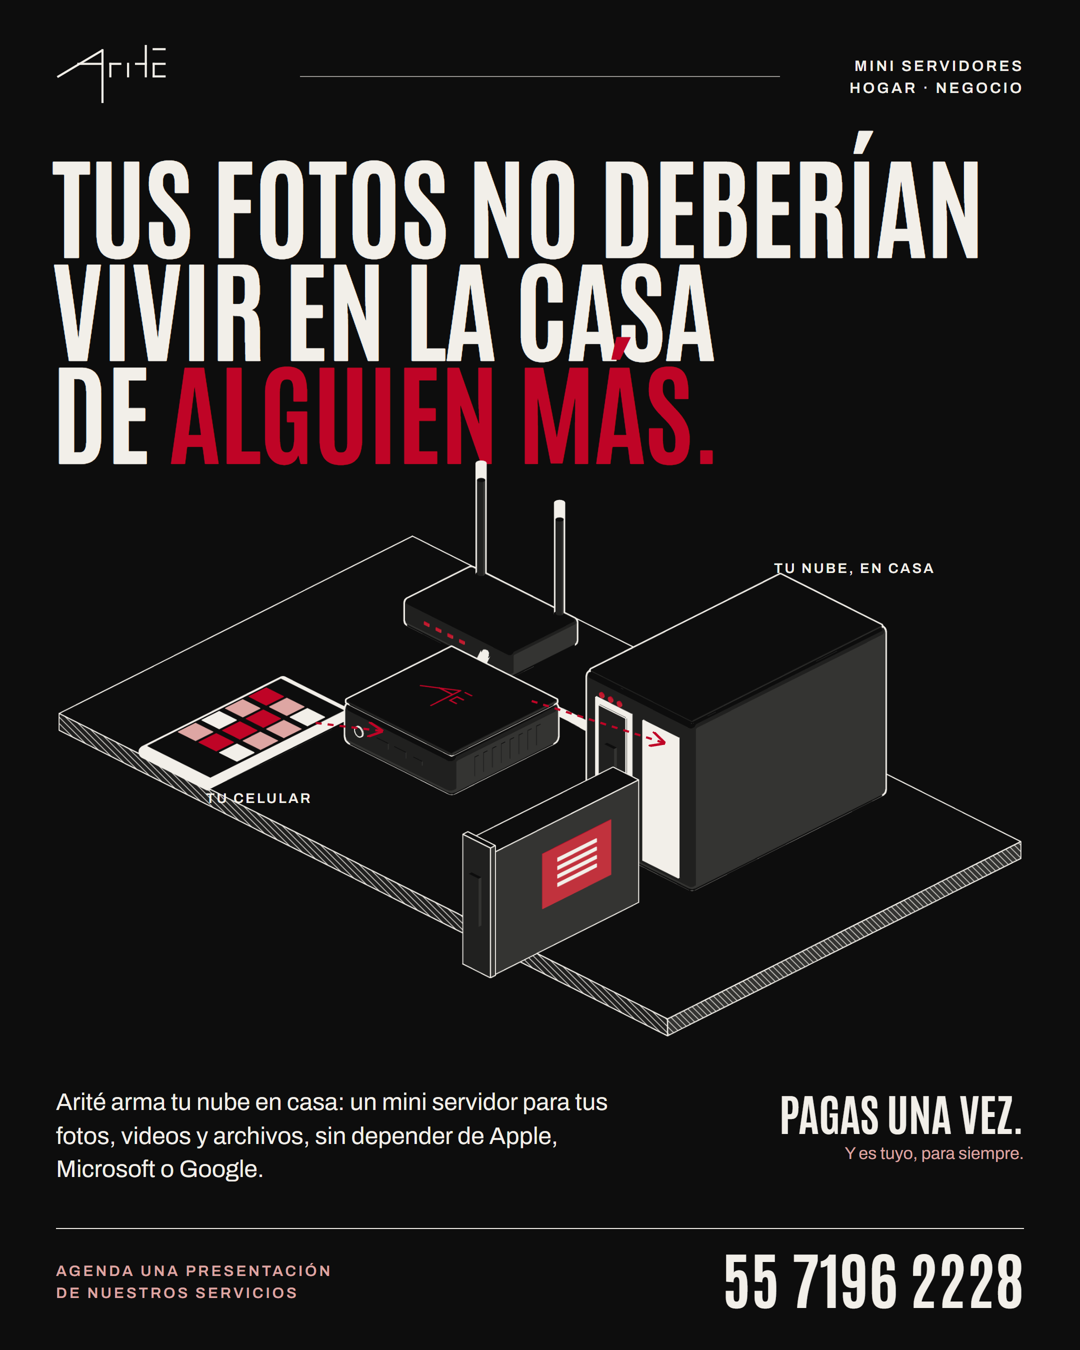 Arité
MINI SERVIDORES
HOGAR · NEGOCIO
TUS FOTOS NO DEBERÍAN
VIVIR EN LA CASA
DE ALGUIEN MÁS.
TU NUBE, EN CASA
TU CELULAR
Arité arma tu nube en casa: un mini servidor para tus
fotos, videos y archivos, sin depender de Apple,
Microsoft o Google.
PAGAS UNA VEZ.
Y es tuyo, para siempre.
AGENDA UNA PRESENTACIÓN
DE NUESTROS SERVICIOS
55 7196 2228